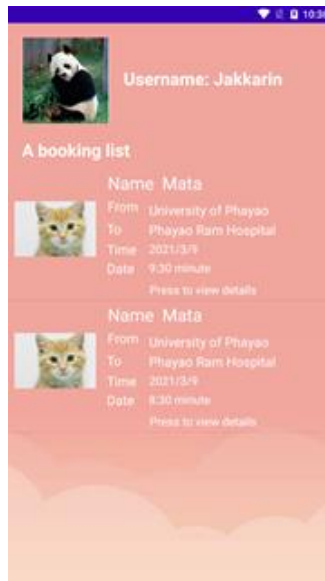 10:36
Username: Jakkarin
A booking list
Name Mata
From University of Phayao
To Phayao Ram Hospital
Time 2021/3/9
Date 9:30 minute
Press to view details
Name Mata
From University of Phayao
To Phayao Ram Hospital
Time 2021/3/9
Date 8:30 minute
Press to view details